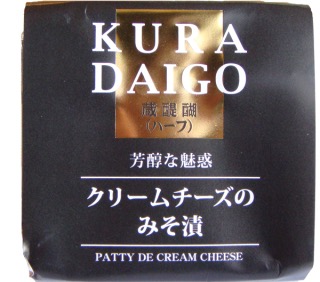 KURA
DAIGO
蔵醍醐
(ハーフ)
芳醇な魅惑
クリームチーズの
みそ漬
PATTY DE CREAM CHEESE